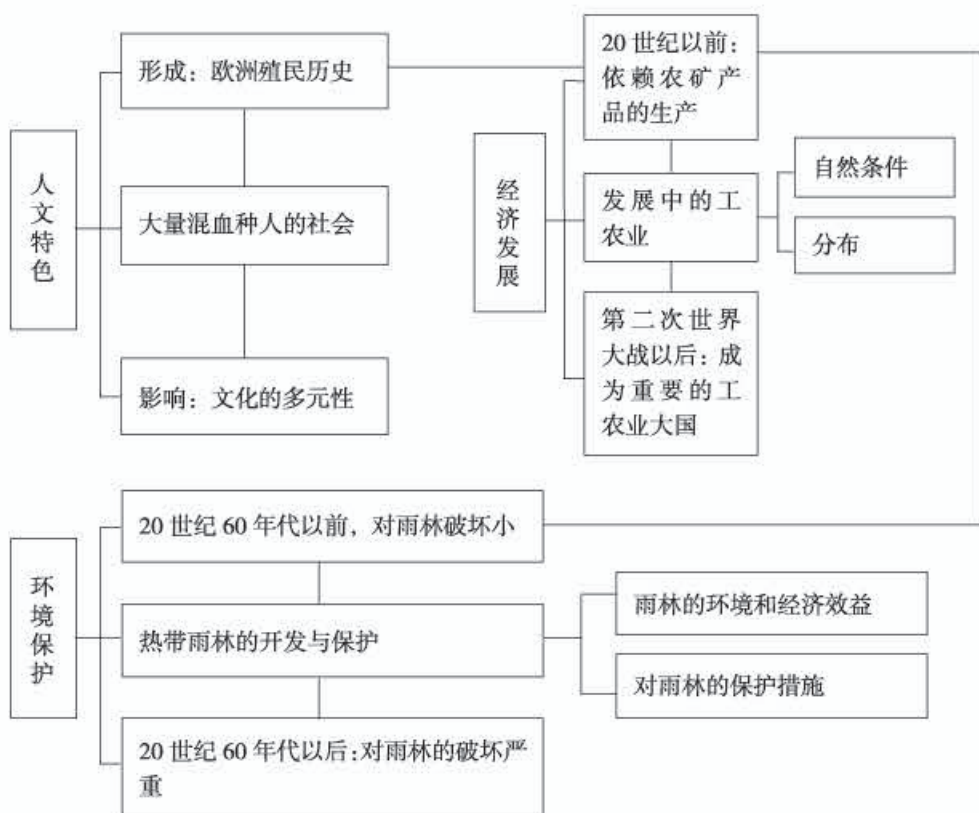 人文特色
形成：欧洲殖民历史
大量混血种人的社会
影响：文化的多元性
经济发展
20 世纪以前：
依赖农矿产
品的生产
发展中的工
农业
自然条件
分布
第二次世界
大战以后：成
为重要的工
农业大国
环境保护
20 世纪 60 年代以前，对雨林破坏小
热带雨林的开发与保护
雨林的环境和经济效益
对雨林的保护措施
20 世纪 60 年代以后：对雨林的破坏严
重